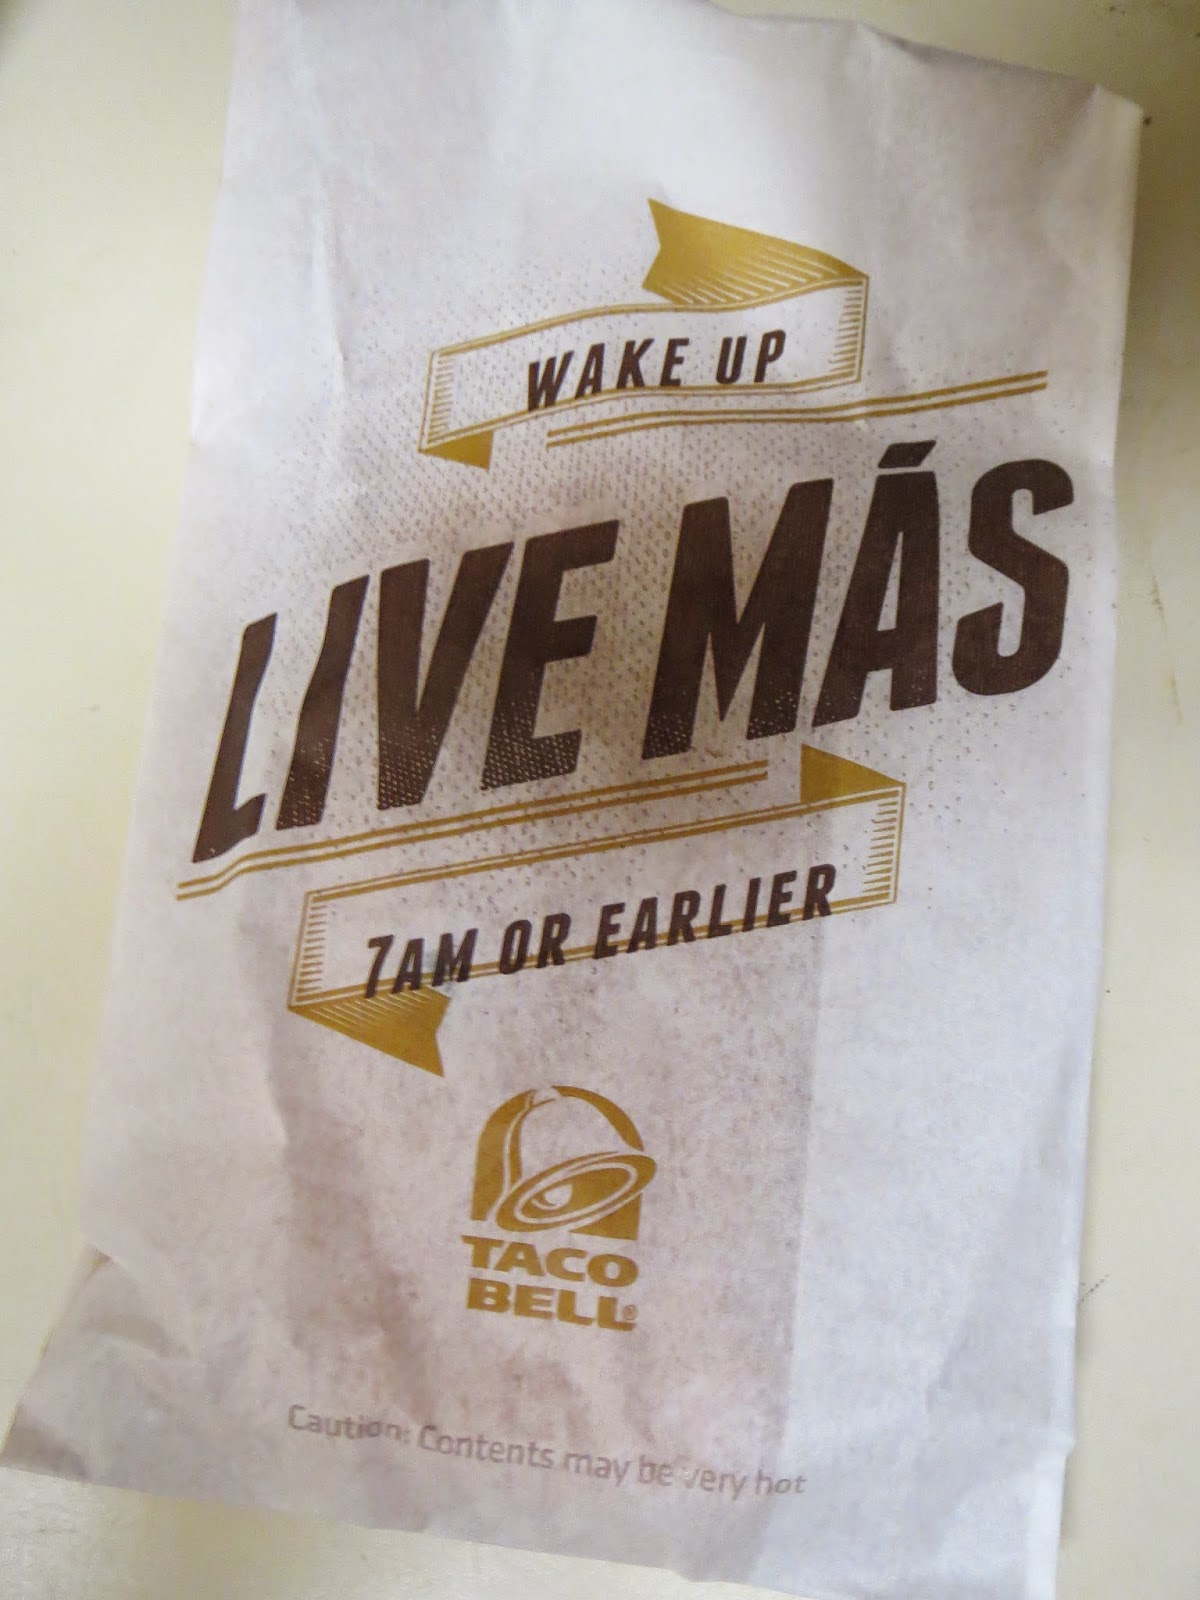 WAKE UP
LIVE MÁS
7AM OR EARLIER
TACO
BELL®
Caution: Contents may be very hot